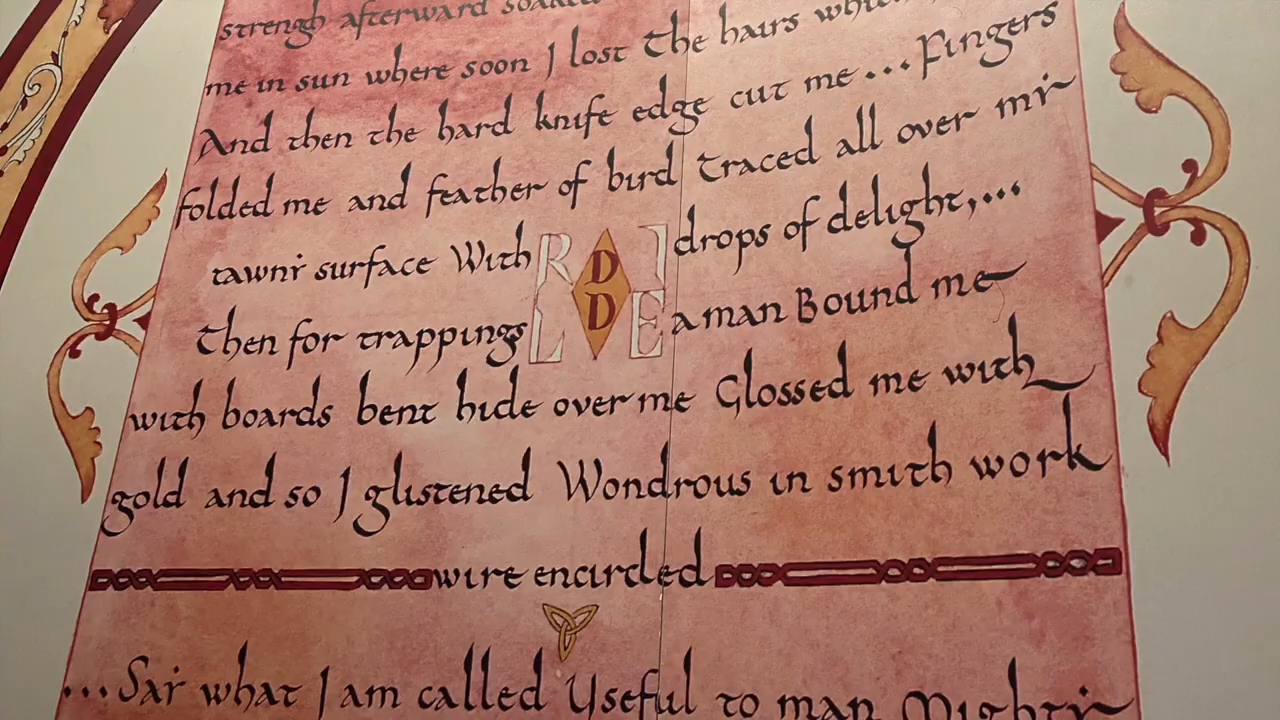 strengh afterward soaked
me in sun where soon I lost the hairs
And then the hard knife edge cut me... Fingers
folded me and feather of bird traced all over my
tawny surface With drops of delight,...
RIDDLE
then for trappings a man Bound me
with boards bent hide over me Glossed me with
gold and so I glistened Wondrous in smith work
wire encircled
...Say what I am called Useful to man Mighty